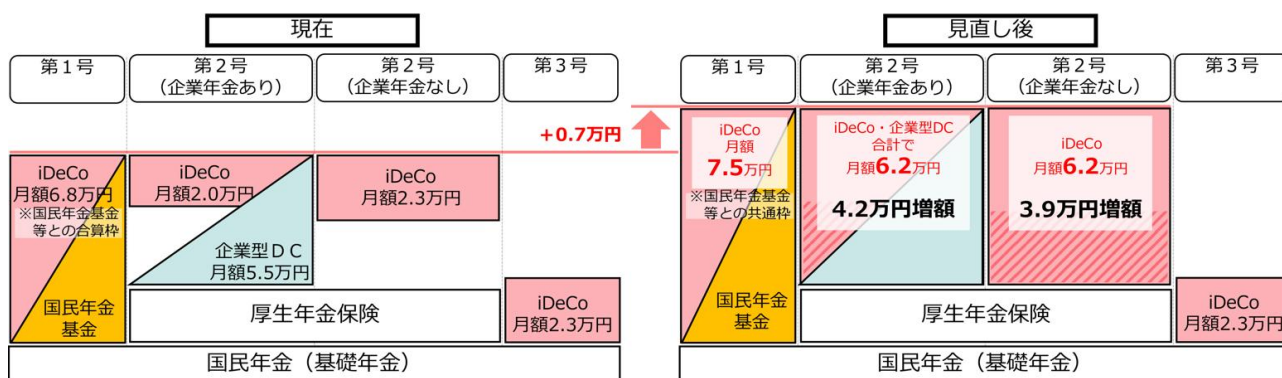 現在
第1号
第2号
(企業年金あり)
第2号
(企業年金なし)
第3号
iDeCo
月額6.8万円
※国民年金基金
等との合算枠
国民年金
基金
iDeCo
月額2.0万円
企業型DC
月額5.5万円
iDeCo
月額2.3万円
iDeCo
月額2.3万円
厚生年金保険
国民年金(基礎年金)
+0.7万円
見直し後
第1号
第2号
(企業年金あり)
第2号
(企業年金なし)
第3号
iDeCo
月額
7.5万円
※国民年金基金
等との共通枠
国民年金
基金
iDeCo・企業型DC
合計で
月額6.2万円
4.2万円増額
iDeCo
月額6.2万円
3.9万円増額
iDeCo
月額2.3万円
厚生年金保険
国民年金(基礎年金)